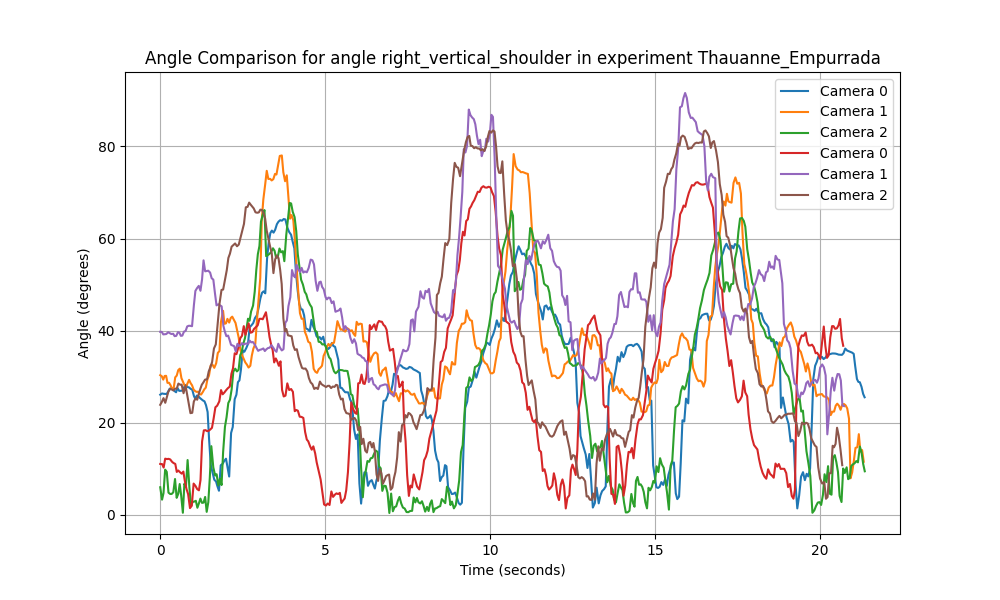 Angle Comparison for angle right_vertical_shoulder in experiment Thauanne_Empurrada
Camera 0
Camera 1
Camera 2
Camera 0
Camera 1
Camera 2
80
60
40
20
0
Angle (degrees)
0 5 10 15 20
Time (seconds)